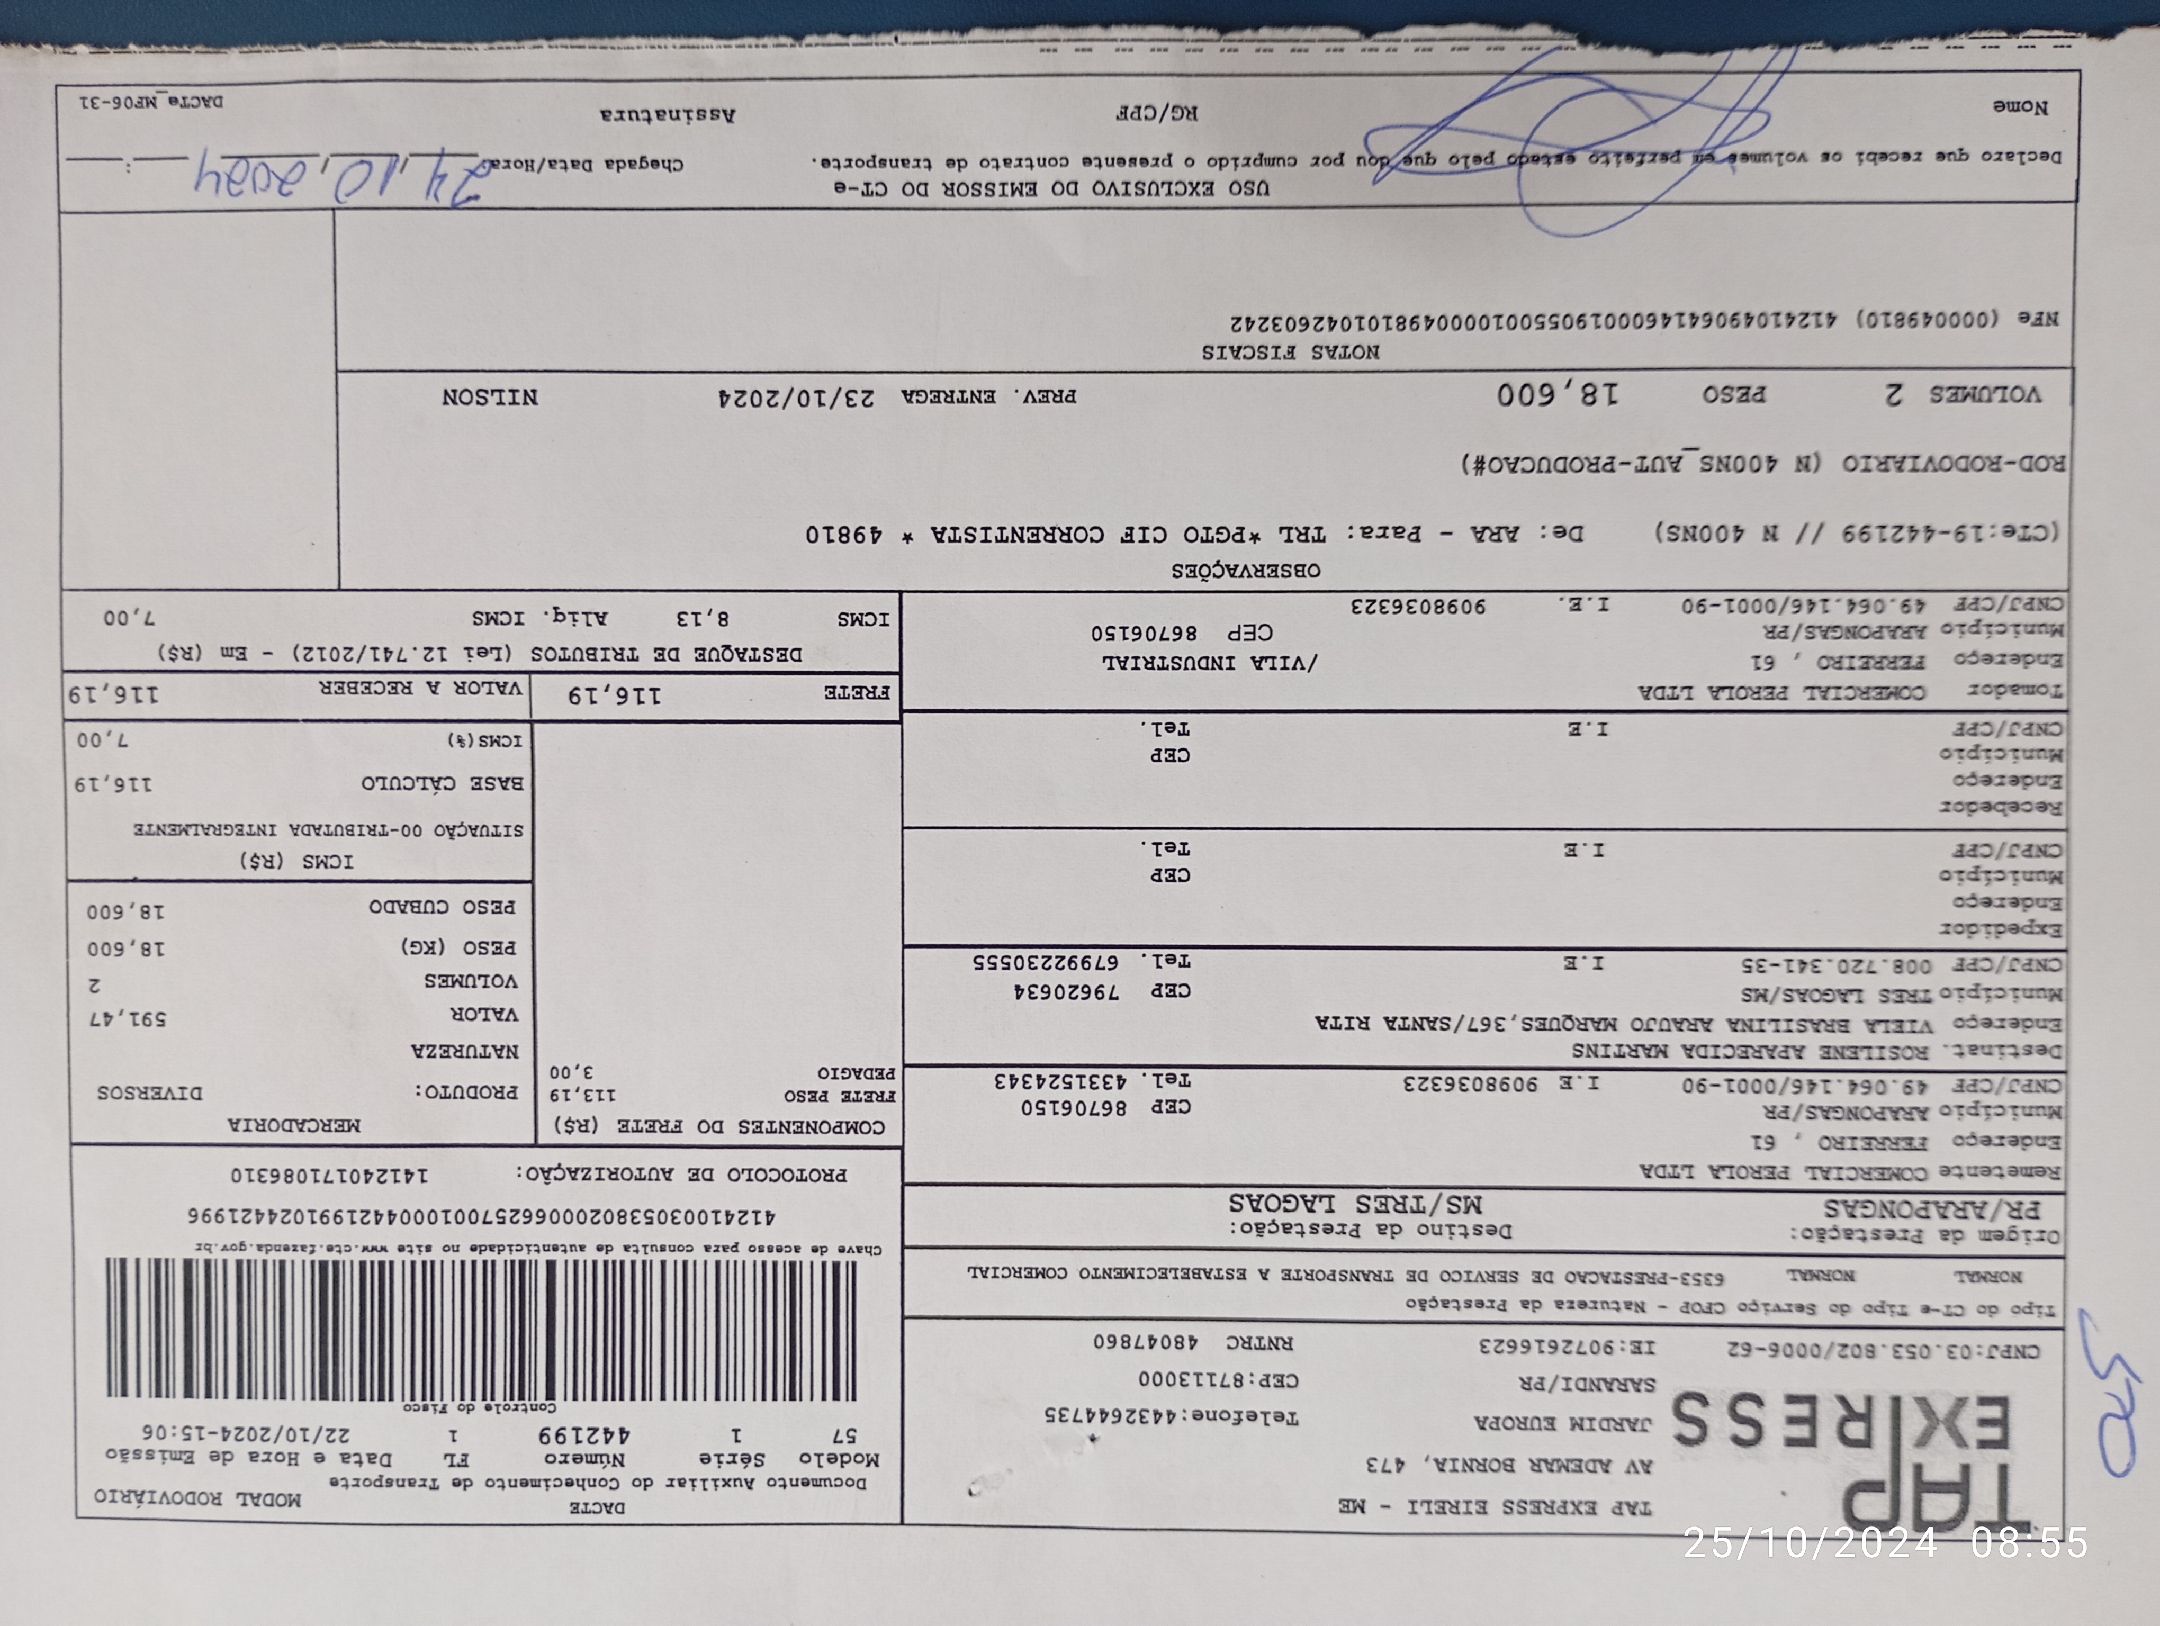 TAP
EXPRESS
TAP EXPRESS EIRELI - ME
AV ADEMAR BORNIA, 473
JARDIM EUROPA Telefone:4432644735
SARANDI/PR CEP:87113000
CNPJ:03.053.802/0006-62 IE:9072616623 RNTRC 48047860
Tipo do CT-e Tipo do Serviço CFOP - Natureza da Prestação
NORMAL NORMAL 6353-PRESTACAO DE SERVICO DE TRANSPORTE A ESTABELECIMENTO COMERCIAL
Origem da Prestação: Destino da Prestação:
PR/ARAPONGAS MS/TRES LAGOAS
DACTE MODAL RODOVIÁRIO
Documento Auxiliar do Conhecimento de Transporte
Modelo Série Número FL Data e Hora de Emissão
57 1 442199 1 22/10/2024-15:06
Controle do Fisco
Chave de acesso para consulta de autenticidade no site www.cte.fazenda.gov.br
41241003053802000662570010004421991024421996
PROTOCOLO DE AUTORIZAÇÃO: 141240171086310
Remetente COMERCIAL PEROLA LTDA
Endereço FERREIRO , 61
Município ARAPONGAS/PR CEP 86706150
CNPJ/CPF 49.064.146/0001-90 I.E 9098036323 Tel. 4331524343
Destinat. ROSILENE APARECIDA MARTINS
Endereço VIELA BRASILINA ARAUJO MARQUES,367/SANTA RITA
Município TRES LAGOAS/MS CEP 79620634
CNPJ/CPF 008.720.341-35 I.E Tel. 67992230555
Expedidor
Endereço
Município CEP
CNPJ/CPF I.E Tel.
Recebedor
Endereço
Município CEP
CNPJ/CPF I.E Tel.
Tomador COMERCIAL PEROLA LTDA
Endereço FERREIRO , 61 /VILA INDUSTRIAL
Município ARAPONGAS/PR CEP 86706150
CNPJ/CPF 49.064.146/0001-90 I.E. 9098036323
COMPONENTES DO FRETE (R$)
FRETE PESO 113,19
PEDAGIO 3,00
MERCADORIA
PRODUTO: DIVERSOS
NATUREZA
VALOR 591,47
VOLUMES 2
PESO (KG) 18,600
PESO CUBADO 18,600
ICMS (R$)
SITUAÇÃO 00-TRIBUTADA INTEGRALMENTE
BASE CÁLCULO 116,19
ICMS(%) 7,00
FRETE 116,19 VALOR A RECEBER 116,19
DESTAQUE DE TRIBUTOS (Lei 12.741/2012) - Em (R$)
ICMS 8,13 Aliq. ICMS 7,00
OBSERVAÇÕES
(CTe:19-442199 // N 400NS) De: ARA - Para: TRL *PGTO CIF CORRENTISTA * 49810
ROD-RODOVIARIO (N 400NS_AUT-PRODUCAO#)
VOLUMES 2 PESO 18,600 PREV. ENTREGA 23/10/2024 NILSON
NOTAS FISCAIS
NFe (000049810) 41241049064146000190550010000498101042603242
USO EXCLUSIVO DO EMISSOR DO CT-e
Declaro que recebi os volumes em perfeito estado pelo que dou por cumprido o presente contrato de transporte. Chegada Data/Hora 24,10,2024 :
Nome RG/CPF Assinatura DACTe_MF06-31
25/10/2024 08:55